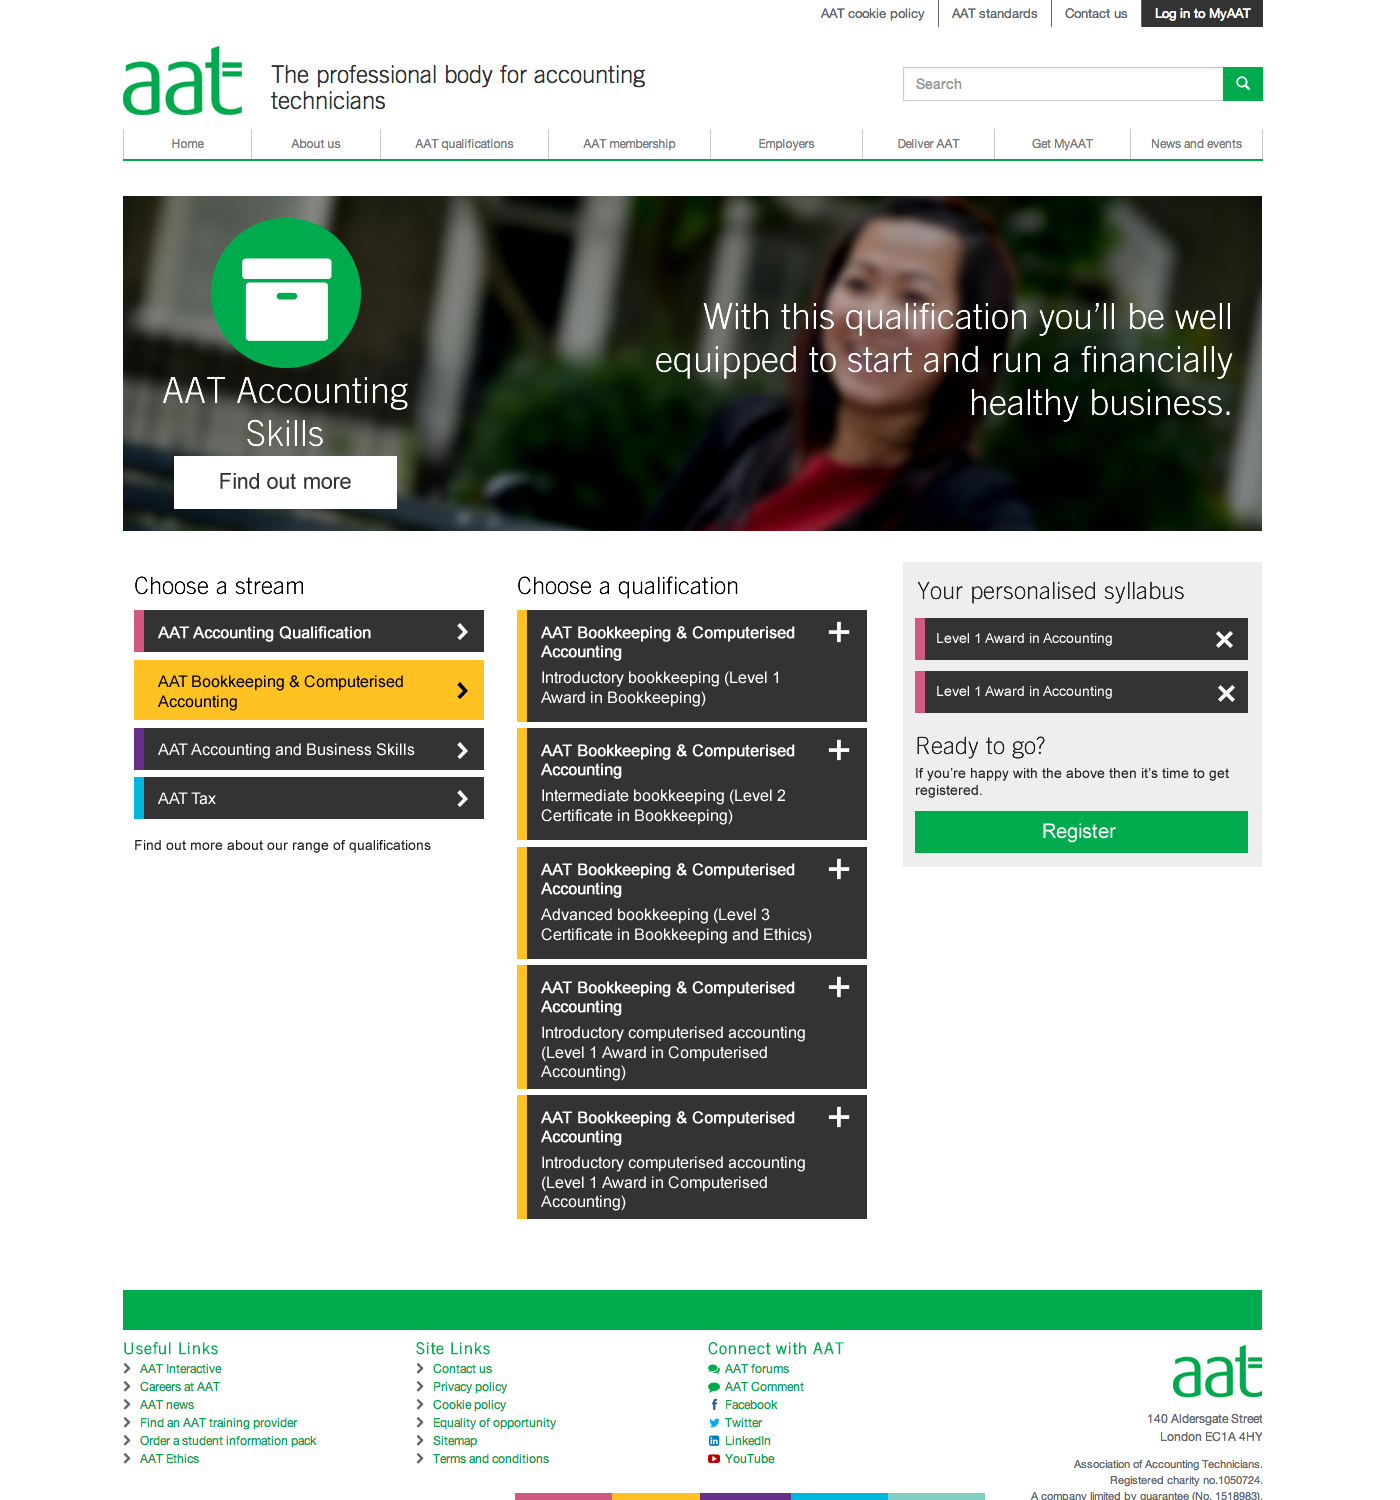 AAT cookie policy
AAT standards
Contact us
Log in to MyAAT
aat
The professional body for accounting
technicians
Search
Home
About us
AAT qualifications
AAT membership
Employers
Deliver AAT
Get MyAAT
News and events
AAT Accounting
Skills
Find out more
With this qualification you'll be well
equipped to start and run a financially
healthy business.
Choose a stream
AAT Accounting Qualification
AAT Bookkeeping & Computerised
Accounting
AAT Accounting and Business Skills
AAT Tax
Find out more about our range of qualifications
Choose a qualification
AAT Bookkeeping & Computerised
Accounting
Introductory bookkeeping (Level 1
Award in Bookkeeping)
AAT Bookkeeping & Computerised
Accounting
Intermediate bookkeeping (Level 2
Certificate in Bookkeeping)
AAT Bookkeeping & Computerised
Accounting
Advanced bookkeeping (Level 3
Certificate in Bookkeeping and Ethics)
AAT Bookkeeping & Computerised
Accounting
Introductory computerised accounting
(Level 1 Award in Computerised
Accounting)
AAT Bookkeeping & Computerised
Accounting
Introductory computerised accounting
(Level 1 Award in Computerised
Accounting)
Your personalised syllabus
Level 1 Award in Accounting
Level 1 Award in Accounting
Ready to go?
If you're happy with the above then it's time to get
registered.
Register
Useful Links
AAT Interactive
Careers at AAT
AAT news
Find an AAT training provider
Order a student information pack
AAT Ethics
Site Links
Contact us
Privacy policy
Cookie policy
Equality of opportunity
Sitemap
Terms and conditions
Connect with AAT
AAT forums
AAT Comment
Facebook
Twitter
LinkedIn
YouTube
aat
140 Aldersgate Street
London EC1A 4HY
Association of Accounting Technicians.
Registered charity no.1050724.
A company limited by guarantee (No. 1518983).